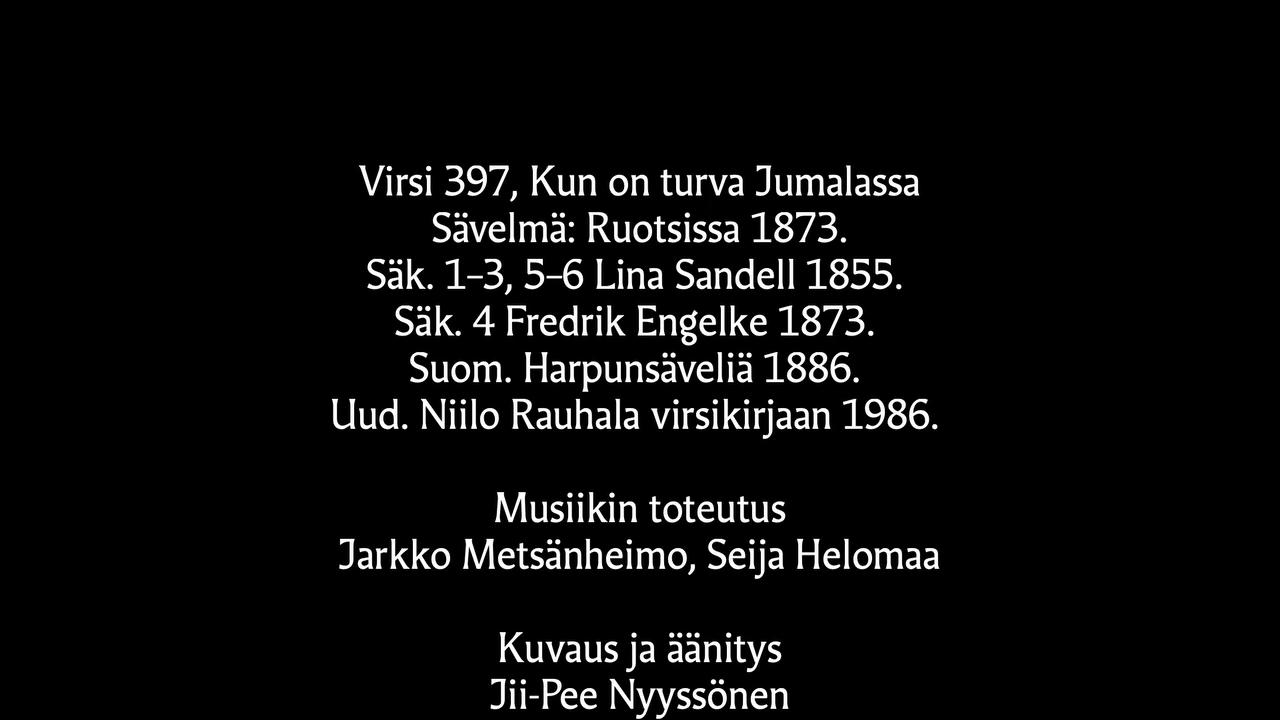 Virsi 397, Kun on turva Jumalassa
Sävelmä: Ruotsissa 1873.
Säk. 1–3, 5–6 Lina Sandell 1855.
Säk. 4 Fredrik Engelke 1873.
Suom. Harpunsäveliä 1886.
Uud. Niilo Rauhala virsikirjaan 1986.
Musiikin toteutus
Jarkko Metsänheimo, Seija Helomaa
Kuvaus ja äänitys
Jii-Pee Nyyssönen